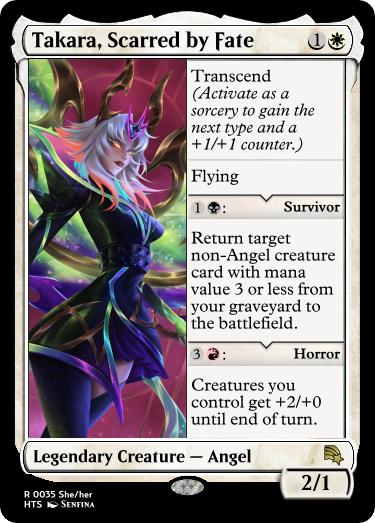 Takara, Scarred by Fate 1
Transcend
(Activate as a
sorcery to gain the
next type and a
+1/+1 counter.)
Flying
1 : Survivor
Return target
non-Angel creature
card with mana
value 3 or less from
your graveyard to
the battlefield.
3 : Horror
Creatures you
control get +2/+0
until end of turn.
Legendary Creature — Angel
2/1
R 0035 She/her
HTS SENFINA